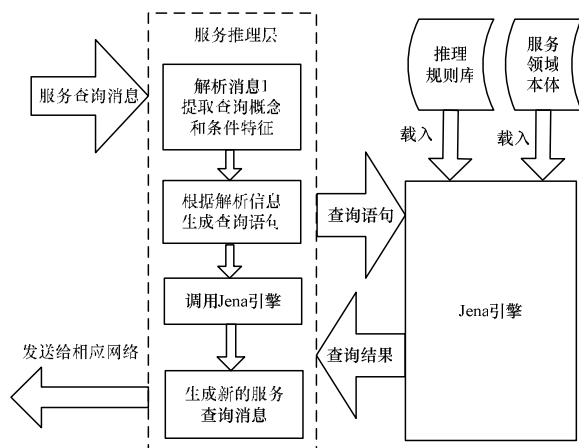 服务推理层
服务查询消息
解析消息I
提取查询概念
和条件特征
根据解析信息
生成查询语句
调用Jena引擎
生成新的服务
查询消息
发送给相应网络
查询语句
查询结果
推理
规则库
服务
领域
本体
载入
载入
Jena引擎